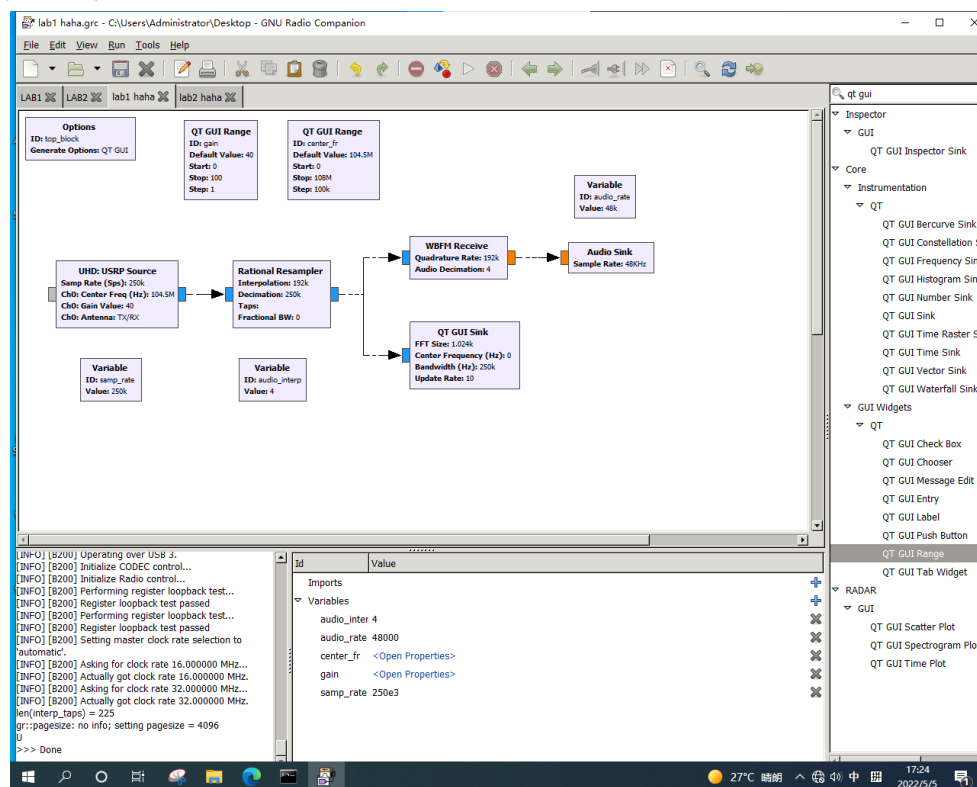 lab1 haha.grc - C:\Users\Administrator\Desktop - GNU Radio Companion
File Edit View Run Tools Help
LAB1 LAB2 lab1 haha lab2 haha
qt gui
Options
ID: top_block
Generate Options: QT GUI
QT GUI Range
ID: gain
Default Value: 40
Start: 0
Stop: 100
Step: 1
QT GUI Range
ID: center_fr
Default Value: 104.5M
Start: 0
Stop: 108M
Step: 100k
Variable
ID: audio_rate
Value: 48k
WBFM Receive
Quadrature Rate: 192k
Audio Decimation: 4
Audio Sink
Sample Rate: 48KHz
UHD: USRP Source
Samp Rate (Sps): 250k
Ch0: Center Freq (Hz): 104.5M
Ch0: Gain Value: 40
Ch0: Antenna: TX/RX
Rational Resampler
Interpolation: 192k
Decimation: 250k
Taps:
Fractional BW: 0
QT GUI Sink
FFT Size: 1.024k
Center Frequency (Hz): 0
Bandwidth (Hz): 250k
Update Rate: 10
Variable
ID: samp_rate
Value: 250k
Variable
ID: audio_interp
Value: 4
Inspector
GUI
QT GUI Inspector Sink
Core
Instrumentation
QT
QT GUI Bercurve Sink
QT GUI Constellation
QT GUI Frequency Sin
QT GUI Histogram Sin
QT GUI Number Sink
QT GUI Sink
QT GUI Time Raster S
QT GUI Time Sink
QT GUI Vector Sink
QT GUI Waterfall Sink
GUI Widgets
QT
QT GUI Check Box
QT GUI Chooser
QT GUI Message Edit
QT GUI Entry
QT GUI Label
QT GUI Push Button
QT GUI Range
QT GUI Tab Widget
RADAR
GUI
QT GUI Scatter Plot
QT GUI Spectrogram Plo
QT GUI Time Plot
[INFO] [B200] Operating over USB 3.
[INFO] [B200] Initialize CODEC control...
[INFO] [B200] Initialize Radio control...
[INFO] [B200] Performing register loopback test...
[INFO] [B200] Register loopback test passed
[INFO] [B200] Performing register loopback test...
[INFO] [B200] Register loopback test passed
[INFO] [B200] Setting master clock rate selection to
'automatic'.
[INFO] [B200] Asking for clock rate 16.000000 MHz...
[INFO] [B200] Actually got clock rate 16.000000 MHz.
[INFO] [B200] Asking for clock rate 32.000000 MHz...
[INFO] [B200] Actually got clock rate 32.000000 MHz.
len(interp_taps) = 225
gr::pagesize: no info; setting pagesize = 4096
U
>>> Done
Id Value
Imports
Variables
audio_inter 4
audio_rate 48000
center_fr <Open Properties>
gain <Open Properties>
samp_rate 250e3
27°C 晴朗
中
17:24
2022/5/5